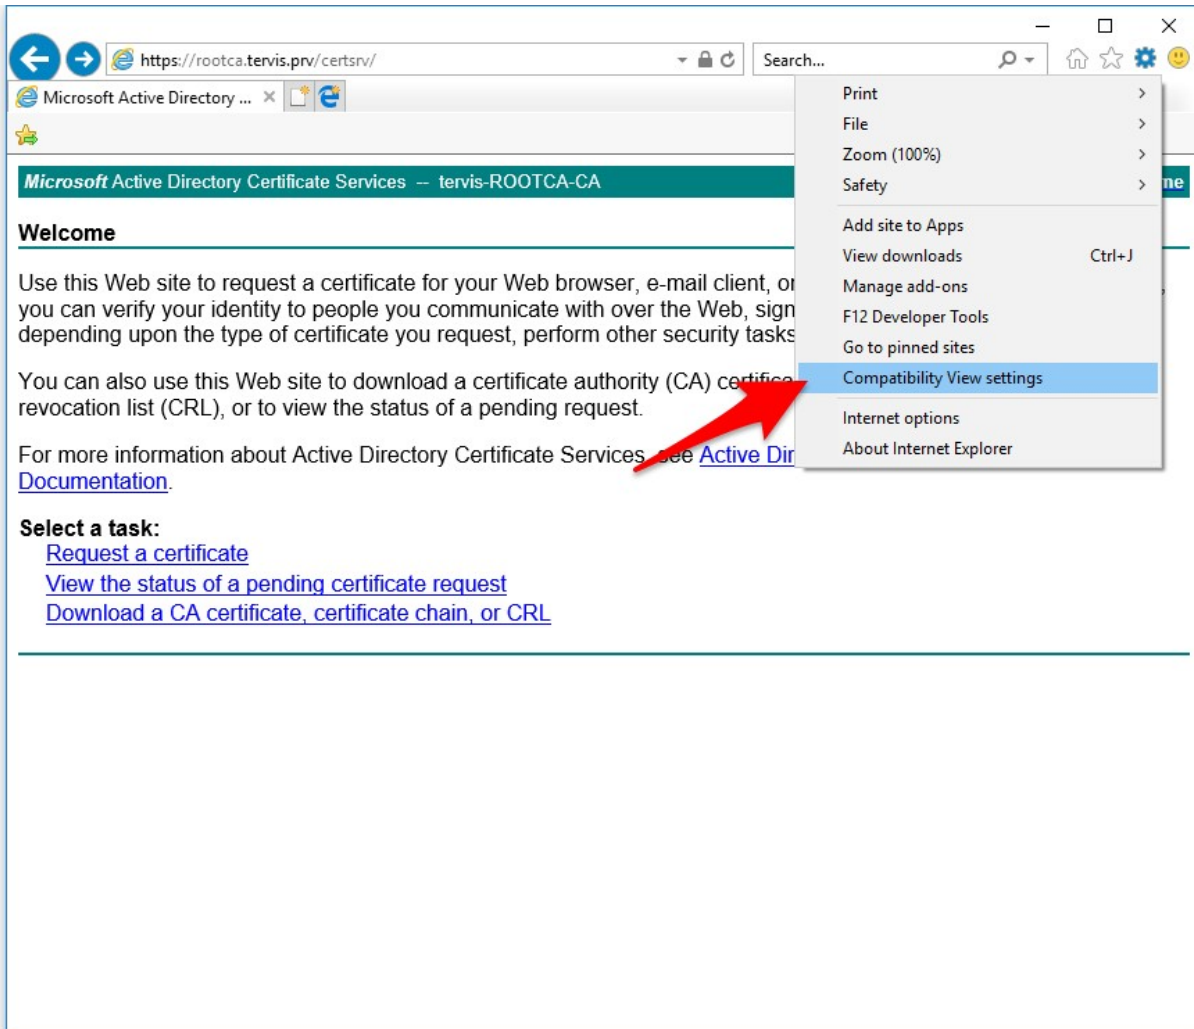 https://rootca.tervis.prv/certsrv/
Search...
Microsoft Active Directory ...
Microsoft Active Directory Certificate Services -- tervis-ROOTCA-CA
Welcome
Use this Web site to request a certificate for your Web browser, e-mail client, or
you can verify your identity to people you communicate with over the Web, sign
depending upon the type of certificate you request, perform other security tasks
You can also use this Web site to download a certificate authority (CA)
revocation list (CRL), or to view the status of a pending request.
For more information about Active Directory Certificate Services, see Active Dir
Documentation.
Select a task:
Request a certificate
View the status of a pending certificate request
Download a CA certificate, certificate chain, or CRL
Print
File
Zoom (100%)
Safety
Add site to Apps
View downloads Ctrl+J
Manage add-ons
F12 Developer Tools
Go to pinned sites
Compatibility View settings
Internet options
About Internet Explorer